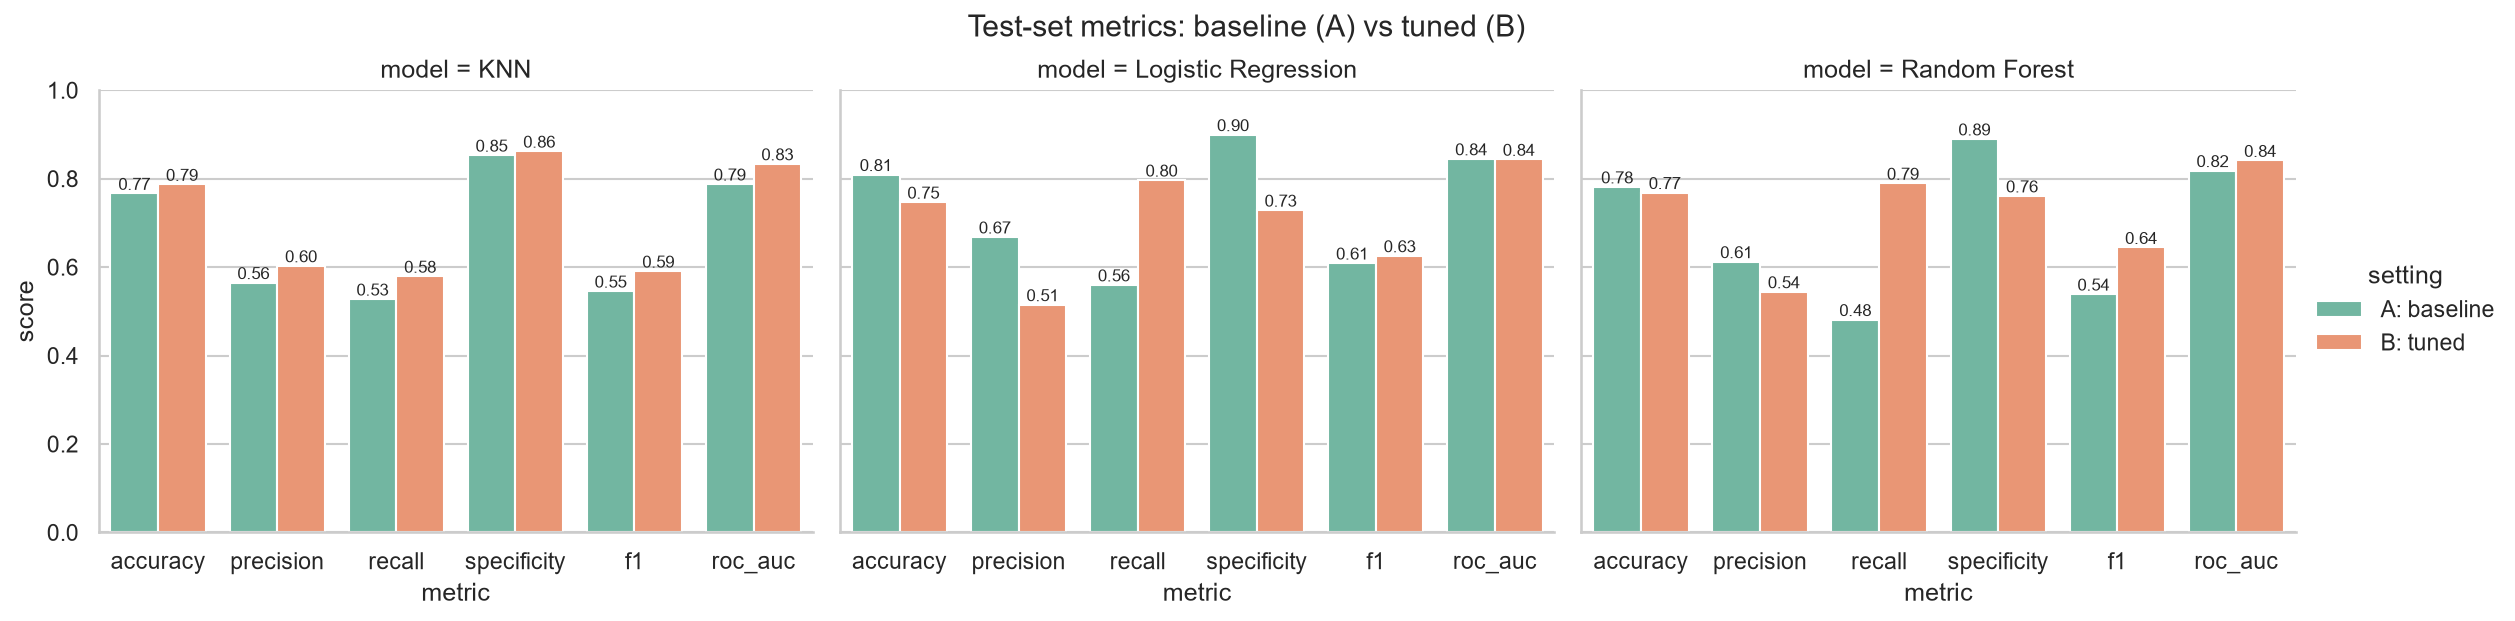 Test-set metrics: baseline (A) vs tuned (B)
model = KNN
model = Logistic Regression
model = Random Forest
score
1.0
0.8
0.6
0.4
0.2
0.0
0.77 0.79 0.56 0.60 0.53 0.58 0.85 0.86 0.55 0.59 0.79 0.83
0.81 0.75 0.67 0.51 0.56 0.80 0.90 0.73 0.61 0.63 0.84 0.84
0.78 0.77 0.61 0.54 0.48 0.79 0.89 0.76 0.54 0.64 0.82 0.84
accuracy precision recall specificity f1 roc_auc
metric
accuracy precision recall specificity f1 roc_auc
metric
accuracy precision recall specificity f1 roc_auc
metric
setting
A: baseline
B: tuned